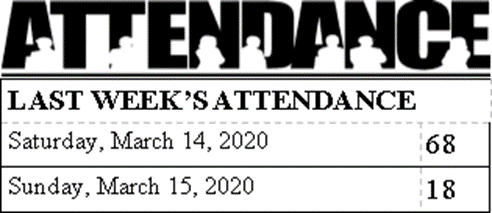 ATTENDANCE
LAST WEEK'S ATTENDANCE
Saturday, March 14, 2020 68
Sunday, March 15, 2020 18